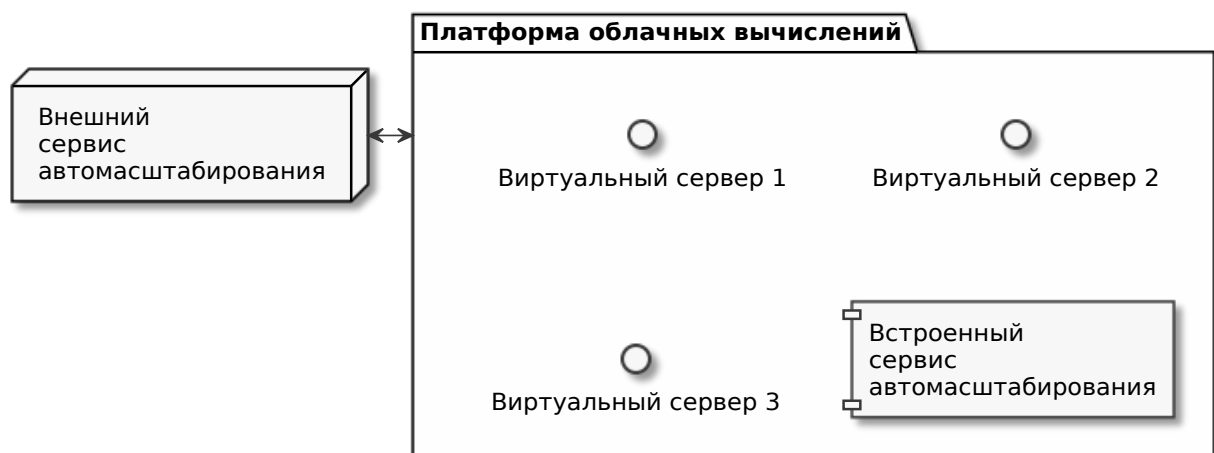 Платформа облачных вычислений
Внешний
сервис
автомасштабирования
Виртуальный сервер 1
Виртуальный сервер 2
Виртуальный сервер 3
Встроенный
сервис
автомасштабирования